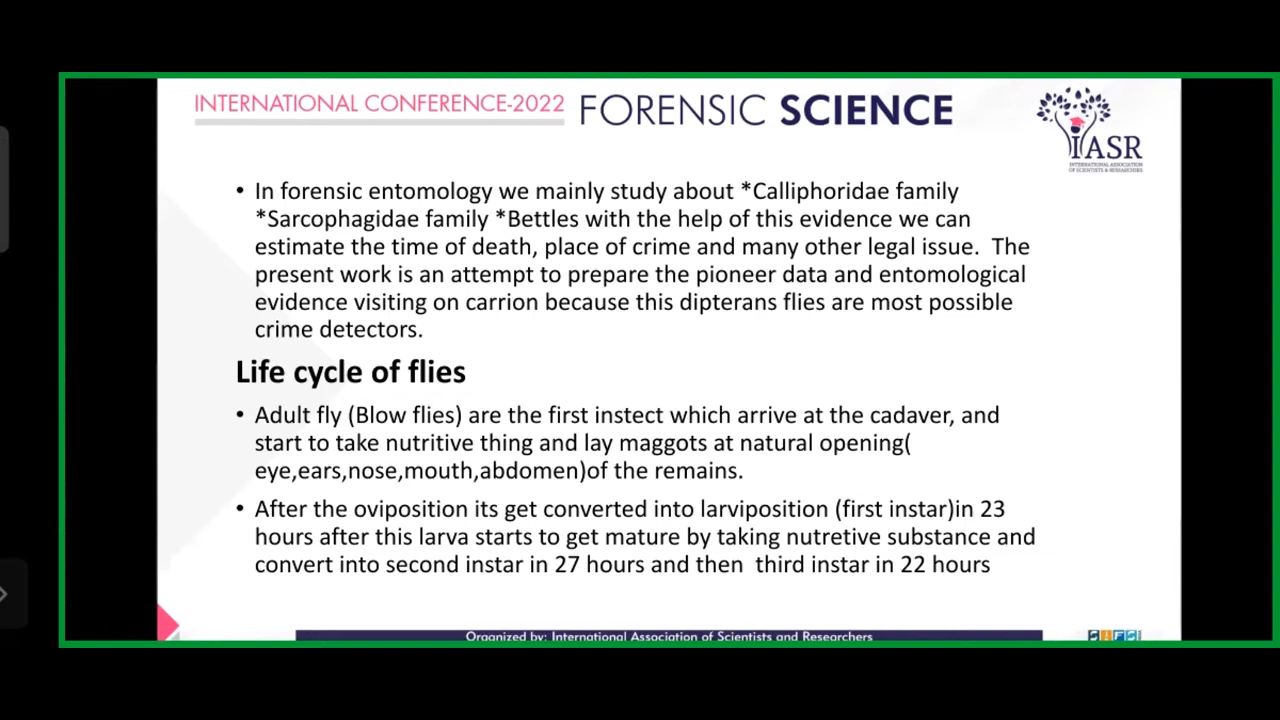 INTERNATIONAL CONFERENCE-2022 FORENSIC SCIENCE
IASR
INTERNATIONAL ASSOCIATION
OF SCIENTISTS & RESEARCHERS
• In forensic entomology we mainly study about *Calliphoridae family
*Sarcophagidae family *Bettles with the help of this evidence we can
estimate the time of death, place of crime and many other legal issue.  The
present work is an attempt to prepare the pioneer data and entomological
evidence visiting on carrion because this dipterans flies are most possible
crime detectors.
Life cycle of flies
• Adult fly (Blow flies) are the first instect which arrive at the cadaver, and
start to take nutritive thing and lay maggots at natural opening(
eye,ears,nose,mouth,abdomen)of the remains.
• After the oviposition its get converted into larviposition (first instar)in 23
hours after this larva starts to get mature by taking nutretive substance and
convert into second instar in 27 hours and then  third instar in 22 hours
Organized by: International Association of Scientists and Researchers
SIFS